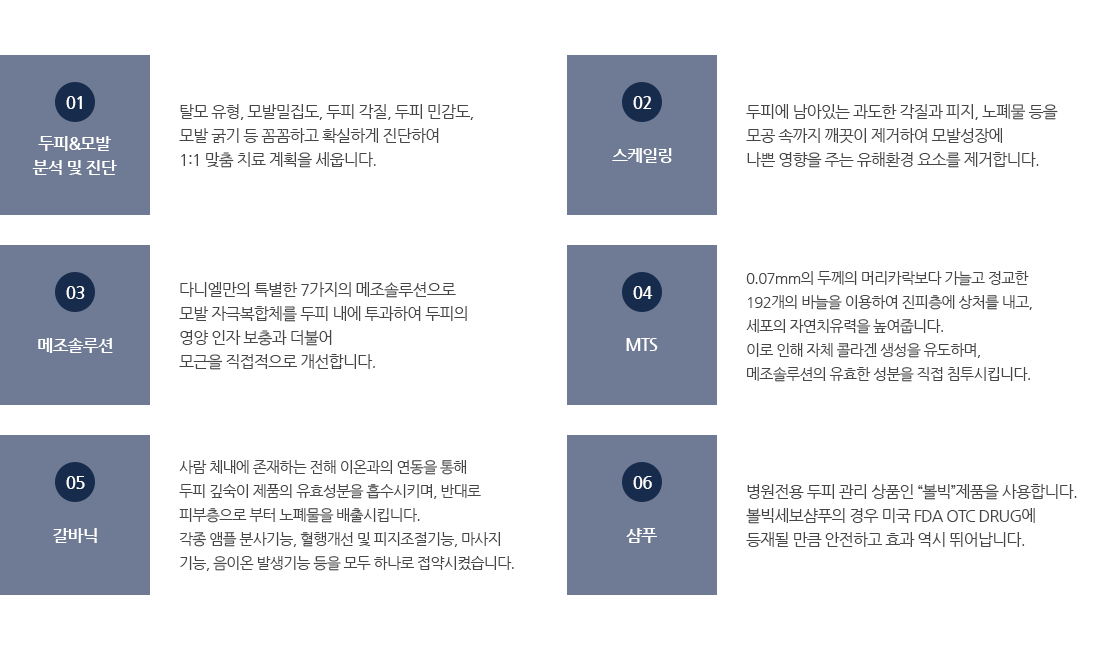 01
두피&모발
분석 및 진단
탈모 유형, 모발밀집도, 두피 각질, 두피 민감도,
모발 굵기 등 꼼꼼하고 확실하게 진단하여
1:1 맞춤 치료 계획을 세웁니다.
02
스케일링
두피에 남아있는 과도한 각질과 피지, 노폐물 등을
모공 속까지 깨끗이 제거하여 모발성장에
나쁜 영향을 주는 유해환경 요소를 제거합니다.
03
메조솔루션
다니엘만의 특별한 7가지의 메조솔루션으로
모발 자극복합체를 두피 내에 투과하여 두피의
영양 인자 보충과 더불어
모근을 직접적으로 개선합니다.
04
MTS
0.07mm의 두께의 머리카락보다 가늘고 정교한
192개의 바늘을 이용하여 진피층에 상처를 내고,
세포의 자연치유력을 높여줍니다.
이로 인해 자체 콜라겐 생성을 유도하며,
메조솔루션의 유효한 성분을 직접 침투시킵니다.
05
갈바닉
사람 체내에 존재하는 전해 이온과의 연동을 통해
두피 깊숙이 제품의 유효성분을 흡수시키며, 반대로
피부층으로 부터 노폐물을 배출시킵니다.
각종 앰플 분사기능, 혈행개선 및 피지조절기능, 마사지
기능, 음이온 발생기능 등을 모두 하나로 접약시켰습니다.
06
샴푸
병원전용 두피 관리 상품인 “볼빅”제품을 사용합니다.
볼빅세보샴푸의 경우 미국 FDA OTC DRUG에
등재될 만큼 안전하고 효과 역시 뛰어납니다.